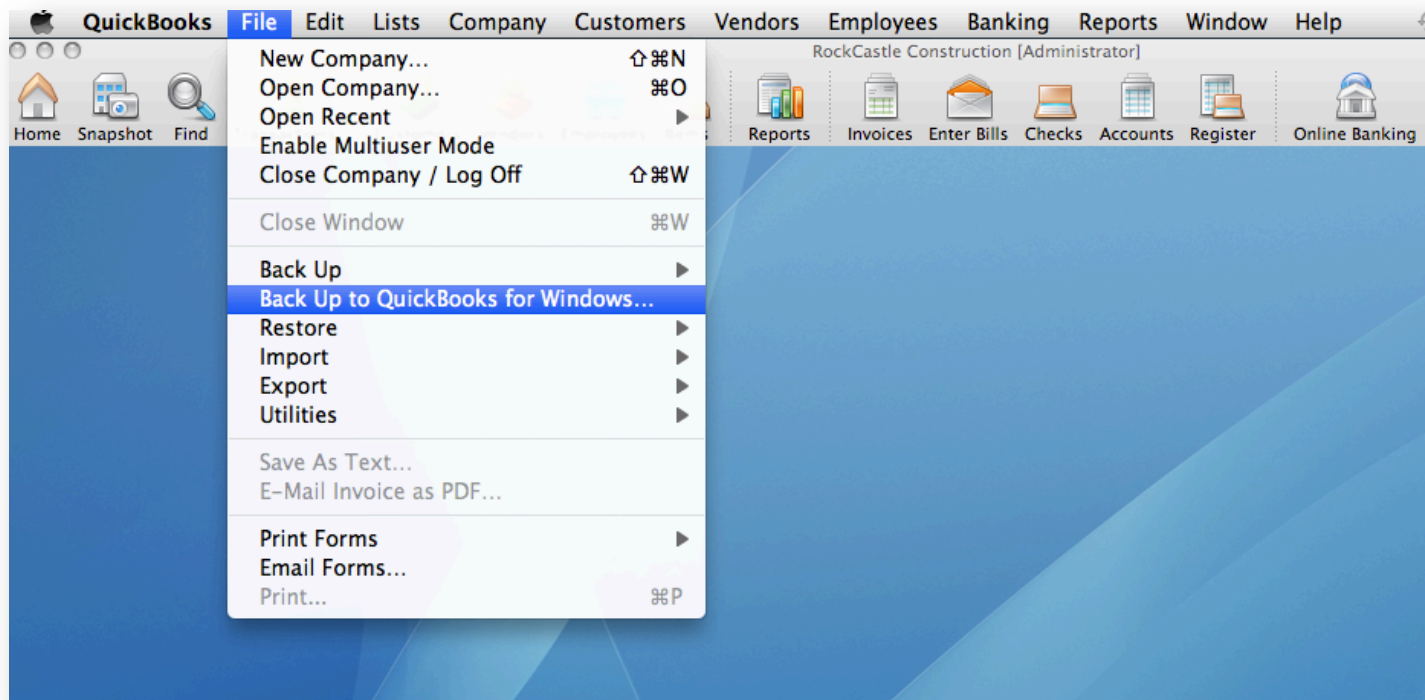 QuickBooks File Edit Lists Company Customers Vendors Employees Banking Reports Window Help
RockCastle Construction [Administrator]
Home Snapshot Find Reports Invoices Enter Bills Checks Accounts Register Online Banking
New Company... ⇧⌘N
Open Company... ⌘O
Open Recent ▶
Enable Multiuser Mode
Close Company / Log Off ⇧⌘W
Close Window ⌘W
Back Up ▶
Back Up to QuickBooks for Windows...
Restore ▶
Import ▶
Export ▶
Utilities ▶
Save As Text...
E-Mail Invoice as PDF...
Print Forms ▶
Email Forms...
Print... ⌘P